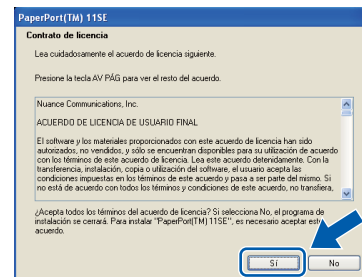 PaperPort(TM) 11SE
Contrato de licencia
Lea cuidadosamente el acuerdo de licencia siguiente.
Presione la tecla AV PÁG para ver el resto del acuerdo.
Nuance Communications, Inc.
ACUERDO DE LICENCIA DE USUARIO FINAL
El software y los materiales proporcionados con este acuerdo de licencia han sido
autorizados, no vendidos, y sólo se encuentran disponibles para su utilización de acuerdo
con los términos de este acuerdo de licencia. Lea este acuerdo detenidamente. Con la
transferencia, instalación, copia o utilización del software, el usuario acepta las
condiciones impuestas en los términos de este acuerdo y pasa a ser parte del mismo. Si
no está de acuerdo con todos los términos y condiciones de este acuerdo, no transfiera,
¿Acepta todos los términos del acuerdo de licencia? Si selecciona No, el programa de
instalación se cerrará. Para instalar "PaperPort(TM) 11SE", es necesario aceptar este
acuerdo.
Sí
No